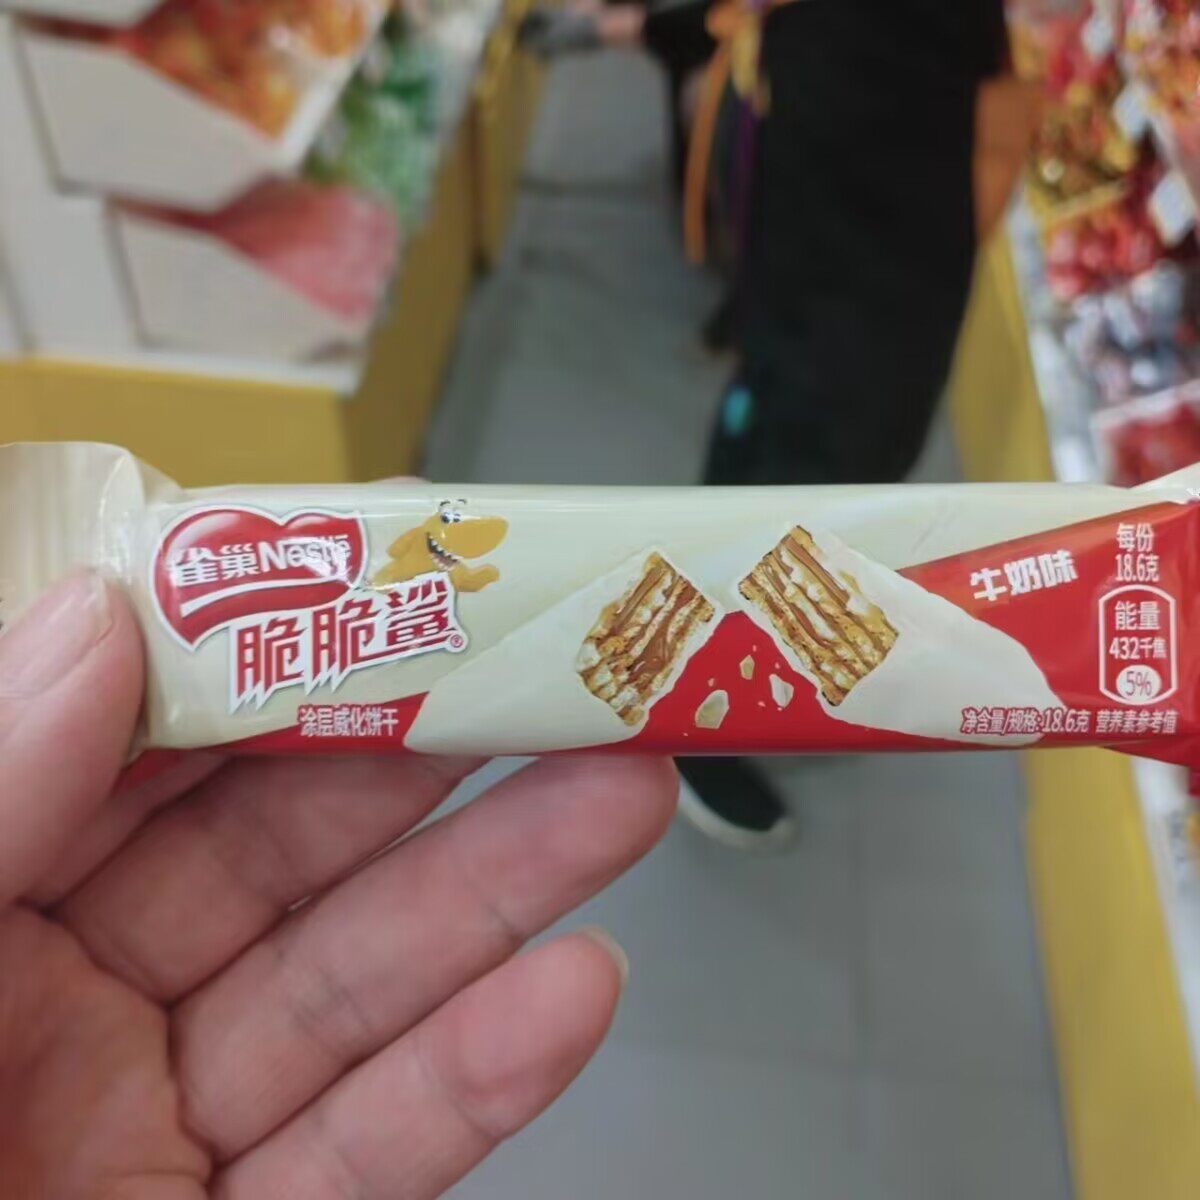 雀巢Nestlé
脆脆鲨®
涂层威化饼干
牛奶味
每份
18.6克
能量
432千焦
5%
净含量/规格:18.6克 营养素参考值